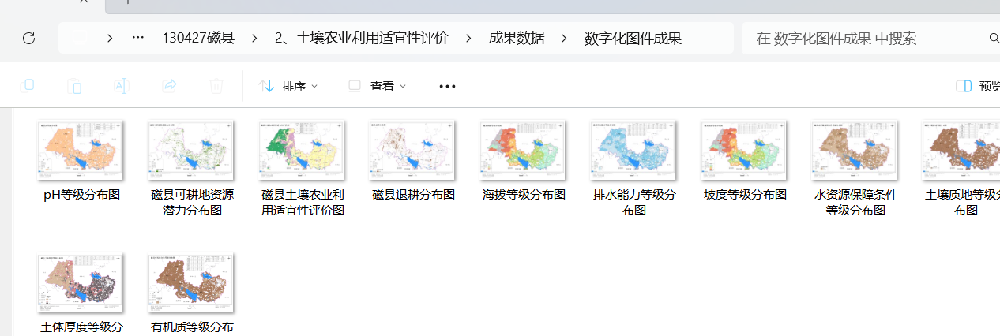 130427磁县
2、土壤农业利用适宜性评价
成果数据
数字化图件成果
在 数字化图件成果 中搜索
排序
查看
预览
pH等级分布图
磁县可耕地资源
潜力分布图
磁县土壤农业利
用适宜性评价图
磁县退耕分布图
海拔等级分布图
排水能力等级分
布图
坡度等级分布图
水资源保障条件
等级分布图
土壤质地等级分
布图
土体厚度等级分
有机质等级分布